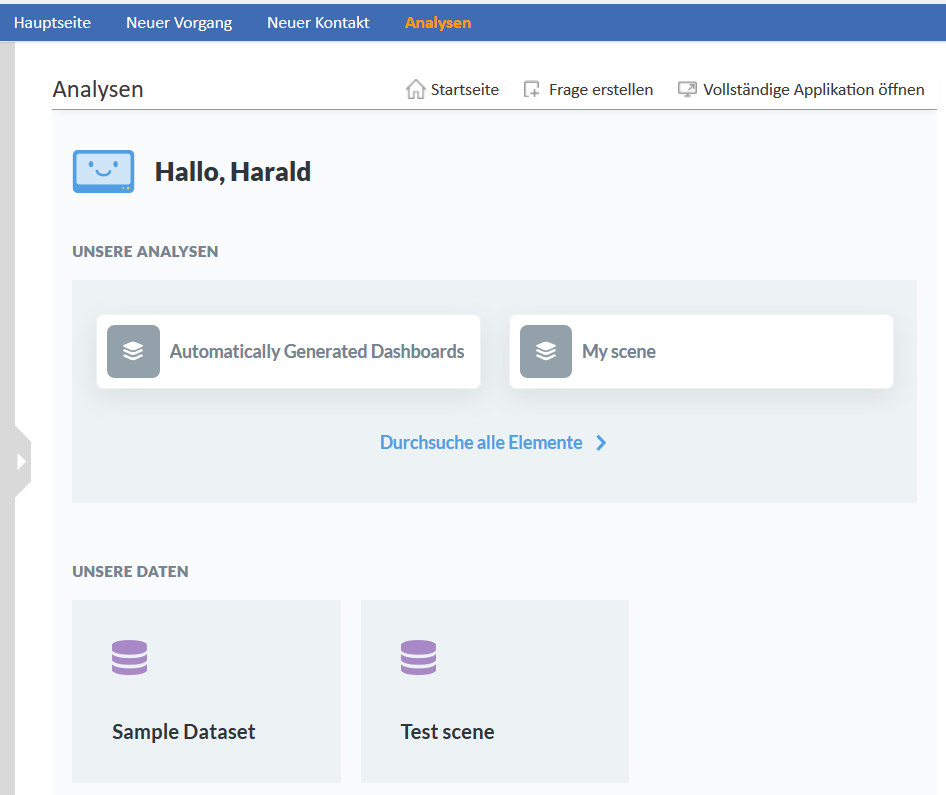 Hauptseite Neuer Vorgang Neuer Kontakt Analysen
Analysen Startseite Frage erstellen Vollständige Applikation öffnen
Hallo, Harald
UNSERE ANALYSEN
Automatically Generated Dashboards My scene
Durchsuche alle Elemente
UNSERE DATEN
Sample Dataset Test scene